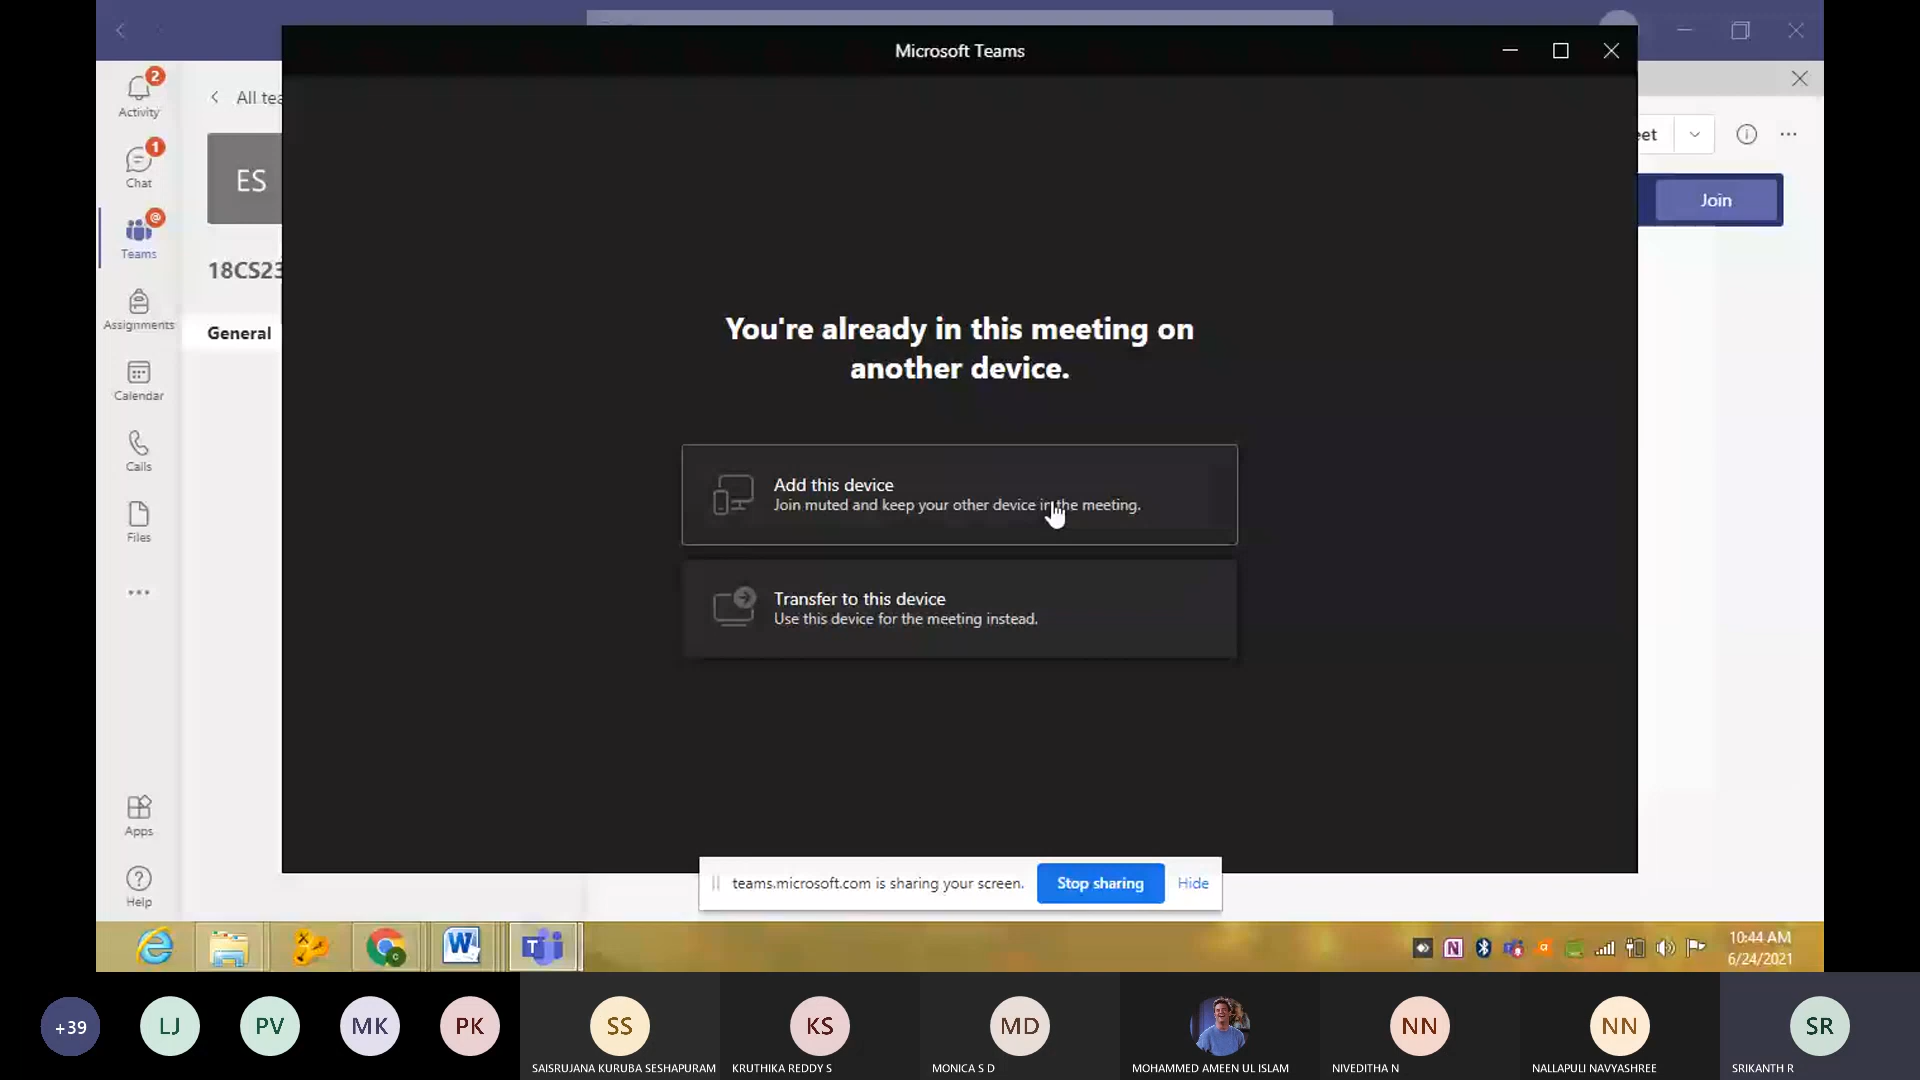 Microsoft Teams
2
Activity
1
Chat
@
Teams
Assignments
Calendar
Calls
Files
Apps
Help
All tea
ES
18CS23
General
eet
Join
You're already in this meeting on
another device.
Add this device
Join muted and keep your other device in the meeting.
Transfer to this device
Use this device for the meeting instead.
teams.microsoft.com is sharing your screen.
Stop sharing
Hide
10:44 AM
6/24/2021
+39
LJ
PV
MK
PK
SS
KS
MD
NN
NN
SR
SAISRUJANA KURUBA SESHAPURAM
KRUTHIKA REDDY S
MONICA S D
MOHAMMED AMEEN UL ISLAM
NIVEDITHA N
NALLAPULI NAVYASHREE
SRIKANTH R